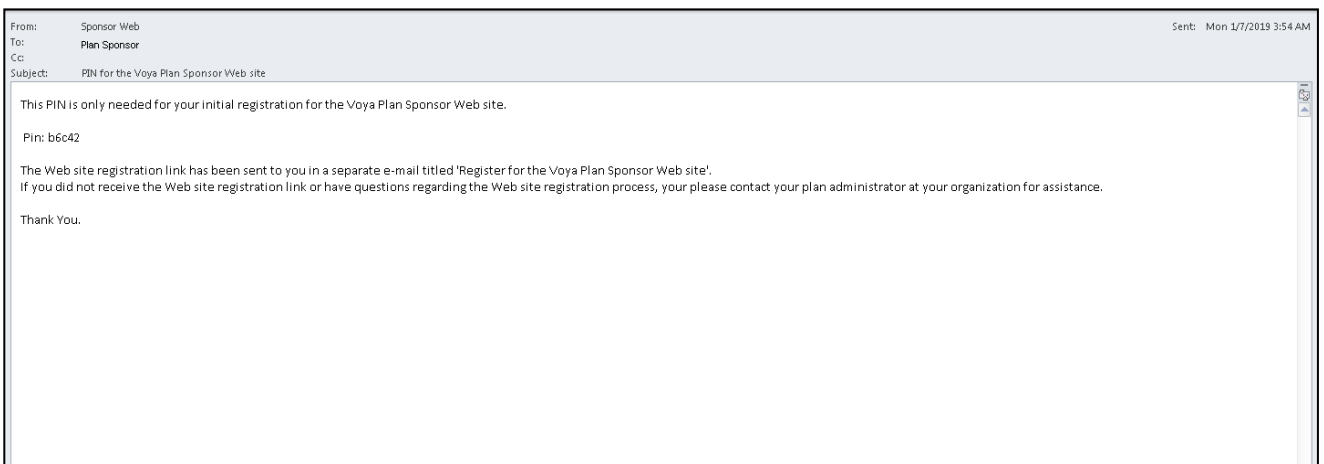 From: Sponsor Web Sent: Mon 1/7/2019 3:54 AM
To: Plan Sponsor
Cc:
Subject: PIN for the Voya Plan Sponsor Web site
This PIN is only needed for your initial registration for the Voya Plan Sponsor Web site.
Pin: b6c42
The Web site registration link has been sent to you in a separate e-mail titled 'Register for the Voya Plan Sponsor Web site'.
If you did not receive the Web site registration link or have questions regarding the Web site registration process, your please contact your plan administrator at your organization for assistance.
Thank You.